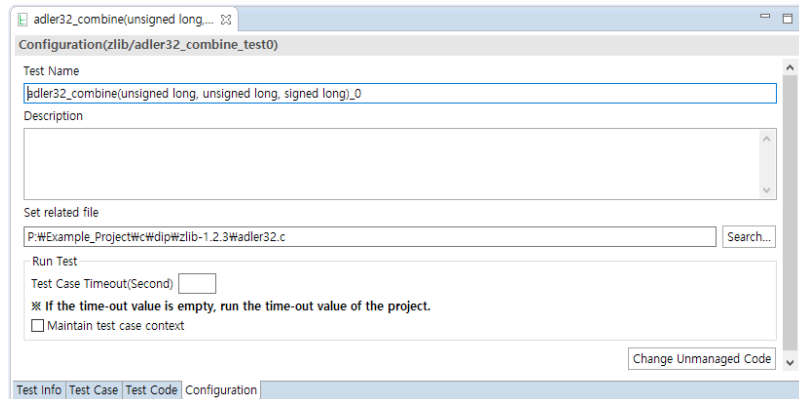 adler32_combine(unsigned long,...
Configuration(zlib/adler32_combine_test0)
Test Name
adler32_combine(unsigned long, unsigned long, signed long)_0
Description
Set related file
P:₩Example_Project₩c₩dip₩zlib-1.2.3₩adler32.c
Search...
Run Test
Test Case Timeout(Second)
※ If the time-out value is empty, run the time-out value of the project.
Maintain test case context
Change Unmanaged Code
Test Info Test Case Test Code Configuration